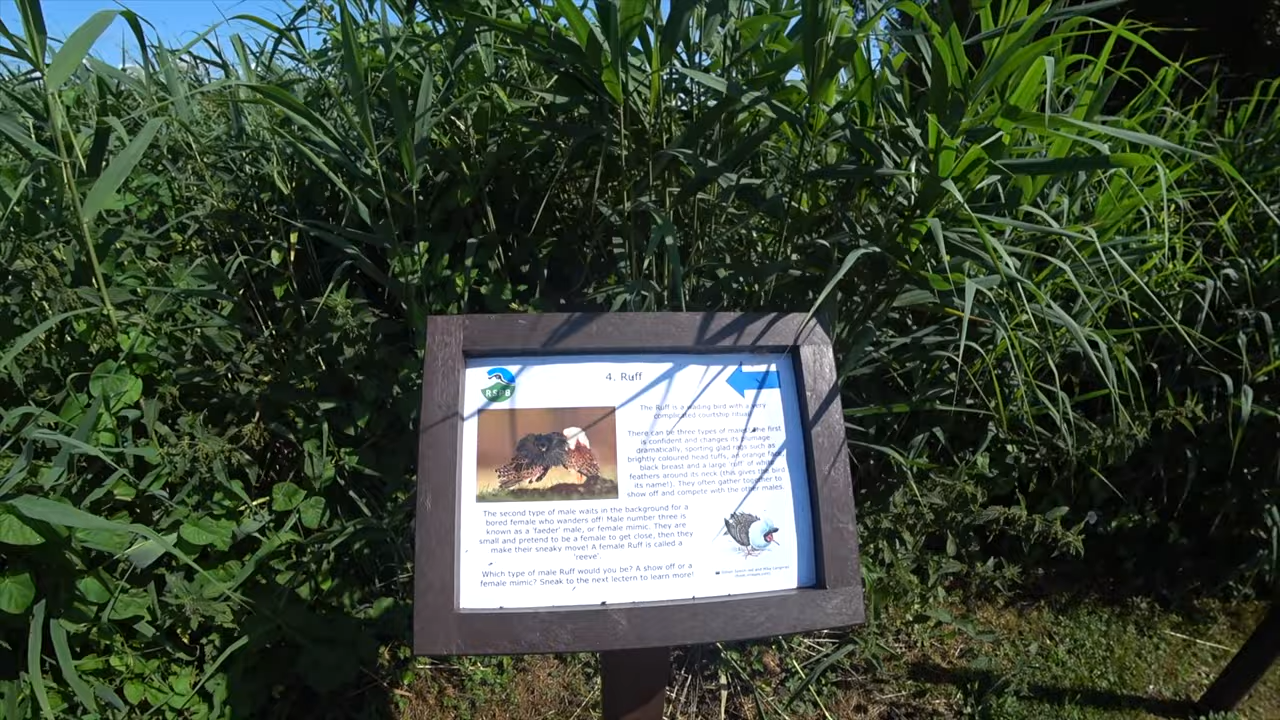 4. Ruff
RSPB
The Ruff is a wading bird with a very
complicated courtship ritual.
There can be three types of males! The first
is confident and changes its plumage
dramatically, sporting glad rags such as
brightly coloured head tufts, an orange face,
black breast and a large 'ruff' of white
feathers around its neck (this gives the bird
its name!). They often gather together to
show off and compete with the other males.
The second type of male waits in the background for a
bored female who wanders off! Male number three is
known as a 'faeder' male, or female mimic. They are
small and pretend to be a female to get close, then they
make their sneaky move! A female Ruff is called a
'reeve'.
Which type of male Ruff would you be? A show off or a
female mimic? Sneak to the next lectern to learn more!